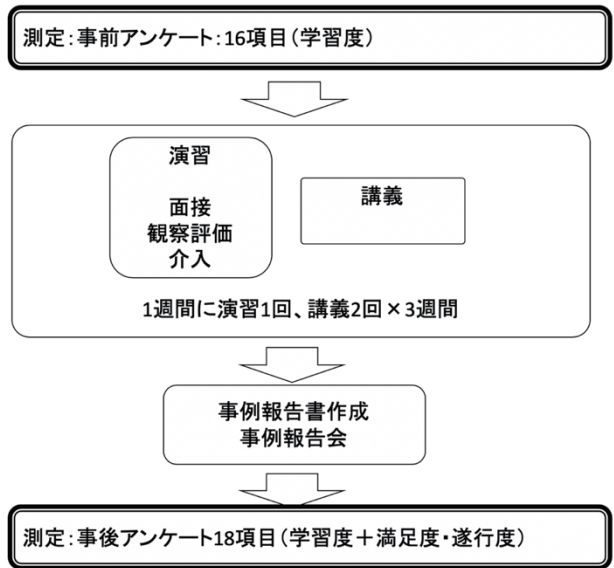 測定:事前アンケート:16項目(学習度)
演習
面接
観察評価
介入
講義
1週間に演習1回、講義2回×3週間
事例報告書作成
事例報告会
測定:事後アンケート18項目(学習度+満足度・遂行度)